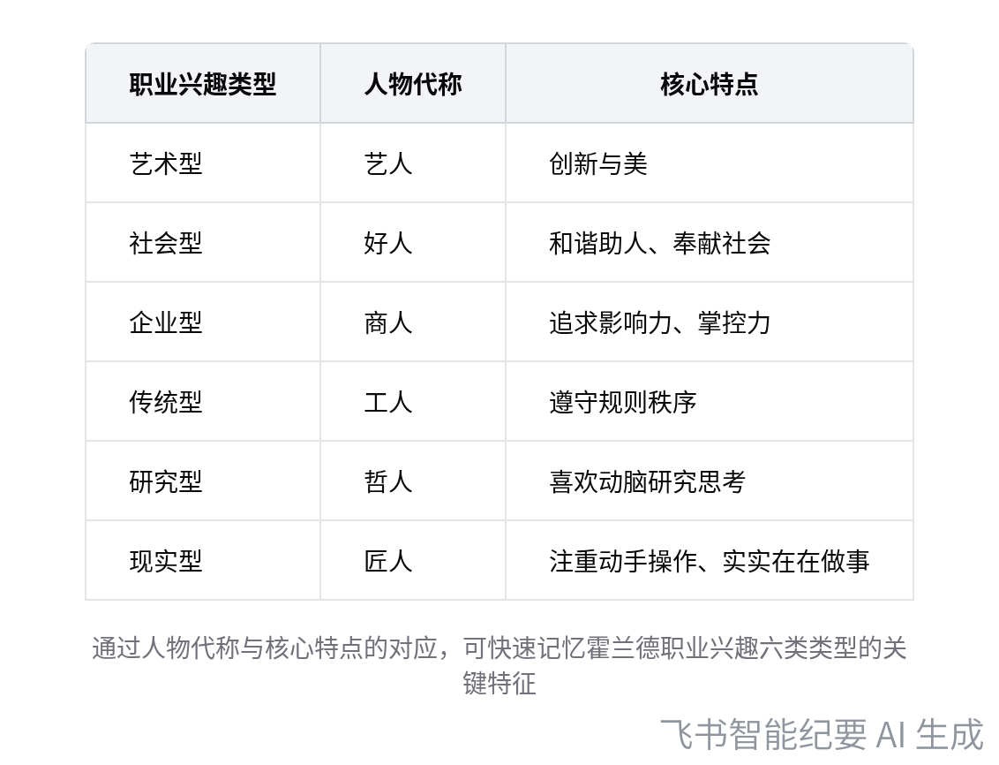 职业兴趣类型 人物代称 核心特点
艺术型 艺人 创新与美
社会型 好人 和谐助人、奉献社会
企业型 商人 追求影响力、掌控力
传统型 工人 遵守规则秩序
研究型 哲人 喜欢动脑研究思考
现实型 匠人 注重动手操作、实实在在做事
通过人物代称与核心特点的对应，可快速记忆霍兰德职业兴趣六类类型的关
键特征
飞书智能纪要 AI 生成